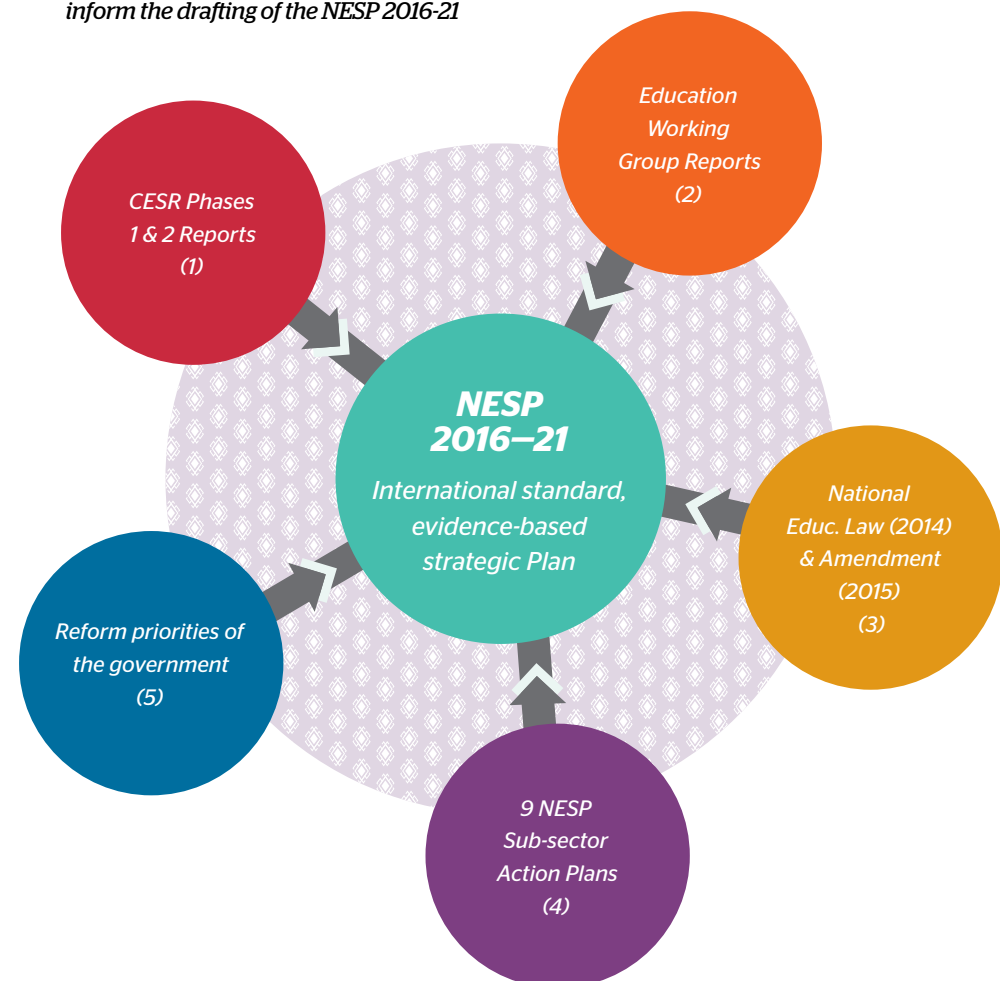 inform the drafting of the NESP 2016-21
CESR Phases
1 & 2 Reports
(1)
Education
Working
Group Reports
(2)
NESP
2016–21
International standard,
evidence-based
strategic Plan
National
Educ. Law (2014)
& Amendment
(2015)
(3)
9 NESP
Sub-sector
Action Plans
(4)
Reform priorities of
the government
(5)